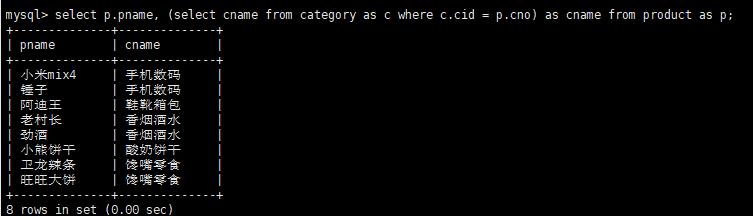 mysql> select p.pname, (select cname from category as c where c.cid = p.cno) as cname from product as p;
+--------------+--------------+
| pname        | cname        |
+--------------+--------------+
| 小米mix4      | 手机数码     |
| 锤子         | 手机数码     |
| 阿迪王       | 鞋靴箱包     |
| 老村长       | 香烟酒水     |
| 劲酒         | 香烟酒水     |
| 小熊饼干     | 酸奶饼干     |
| 卫龙辣条     | 馋嘴零食     |
| 旺旺大饼     | 馋嘴零食     |
+--------------+--------------+
8 rows in set (0.00 sec)